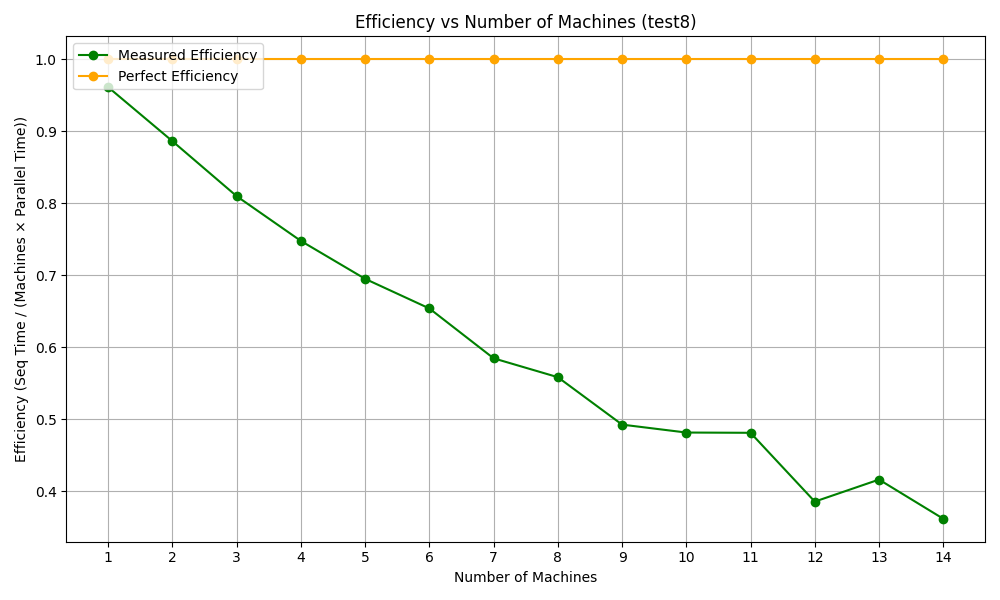 Efficiency vs Number of Machines (test8)
Measured Efficiency
Perfect Efficiency
Efficiency (Seq Time / (Machines × Parallel Time))
1.0
0.9
0.8
0.7
0.6
0.5
0.4
1 2 3 4 5 6 7 8 9 10 11 12 13 14
Number of Machines